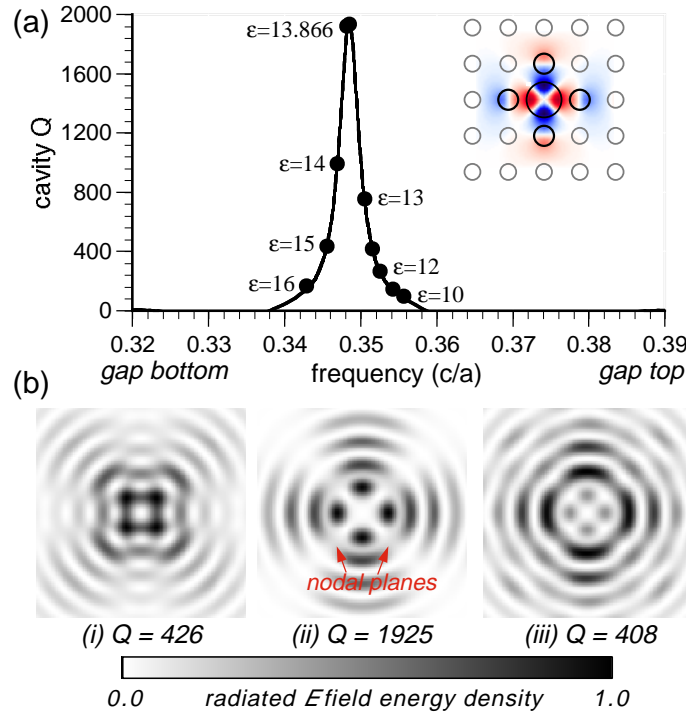 (a)
2000
1600
1200
800
400
0
cavity Q
ε=13.866
ε=14
ε=13
ε=15
ε=12
ε=16
ε=10
0.32 0.33 0.34 0.35 0.36 0.37 0.38 0.39
gap bottom frequency (c/a) gap top
(b)
nodal planes
(i) Q = 426 (ii) Q = 1925 (iii) Q = 408
0.0 radiated E field energy density 1.0